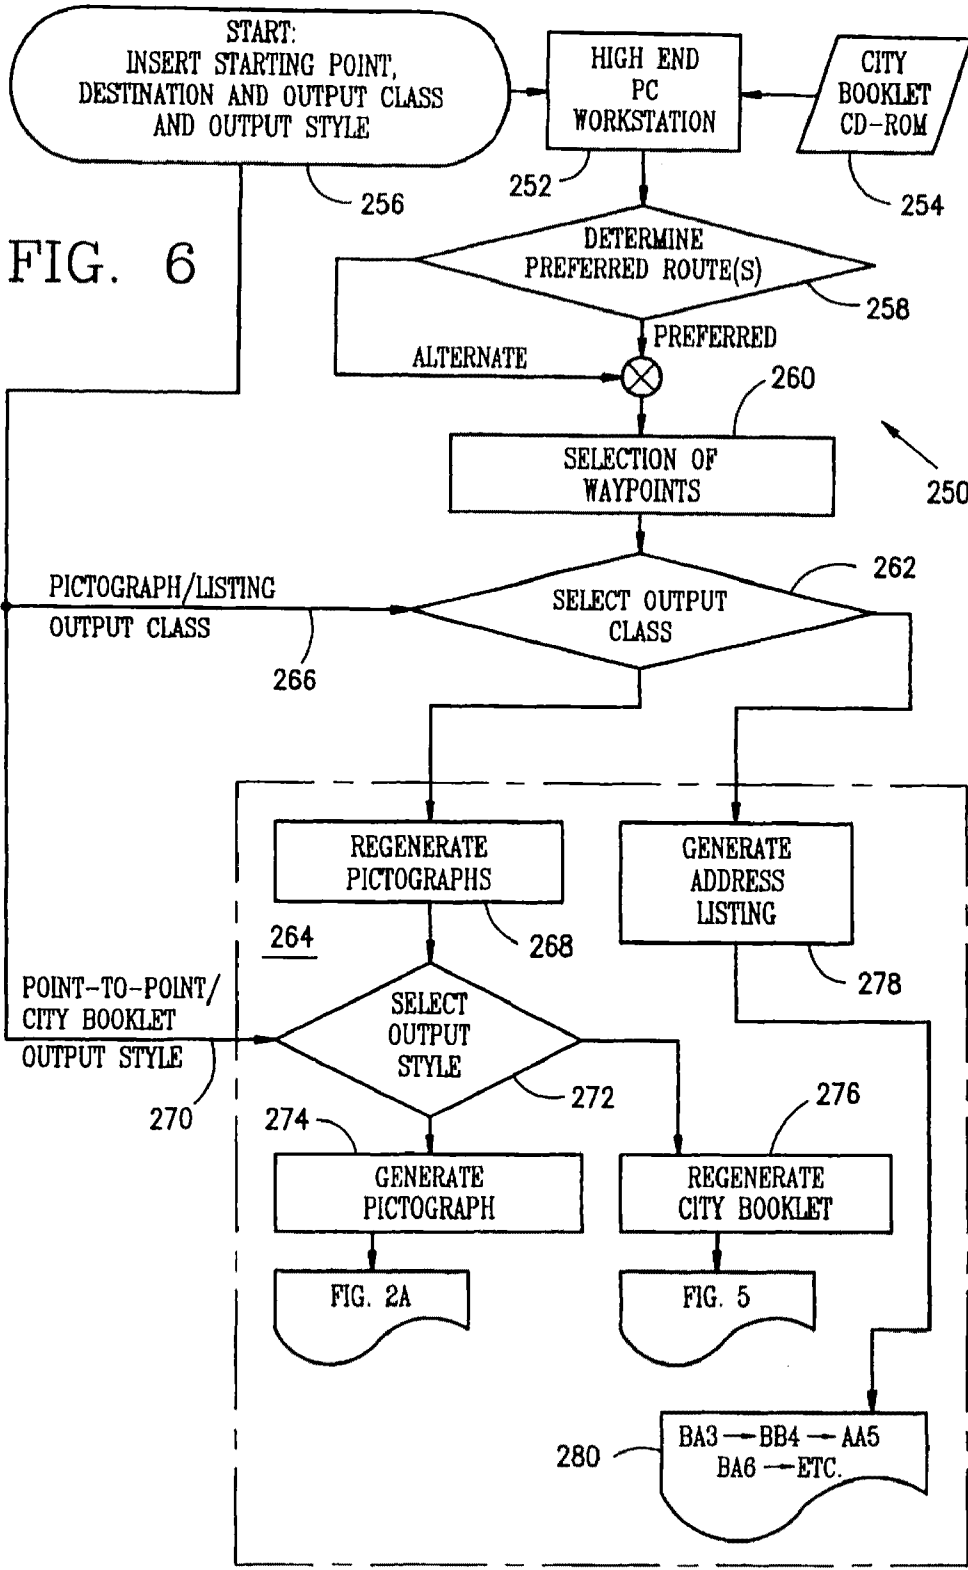 START:
INSERT STARTING POINT,
DESTINATION AND OUTPUT CLASS
AND OUTPUT STYLE
HIGH END
PC
WORKSTATION
CITY
BOOKLET
CD-ROM
256
252
254
FIG. 6
DETERMINE
PREFERRED ROUTE(S)
258
PREFERRED
ALTERNATE
260
SELECTION OF
WAYPOINTS
250
262
PICTOGRAPH/LISTING
OUTPUT CLASS
266
SELECT OUTPUT
CLASS
REGENERATE
PICTOGRAPHS
268
GENERATE
ADDRESS
LISTING
278
264
POINT-TO-POINT/
CITY BOOKLET
OUTPUT STYLE
270
SELECT
OUTPUT
STYLE
272
274
276
GENERATE
PICTOGRAPH
REGENERATE
CITY BOOKLET
FIG. 2A
FIG. 5
280
BA3 → BB4 → AA5
BA6 → ETC.